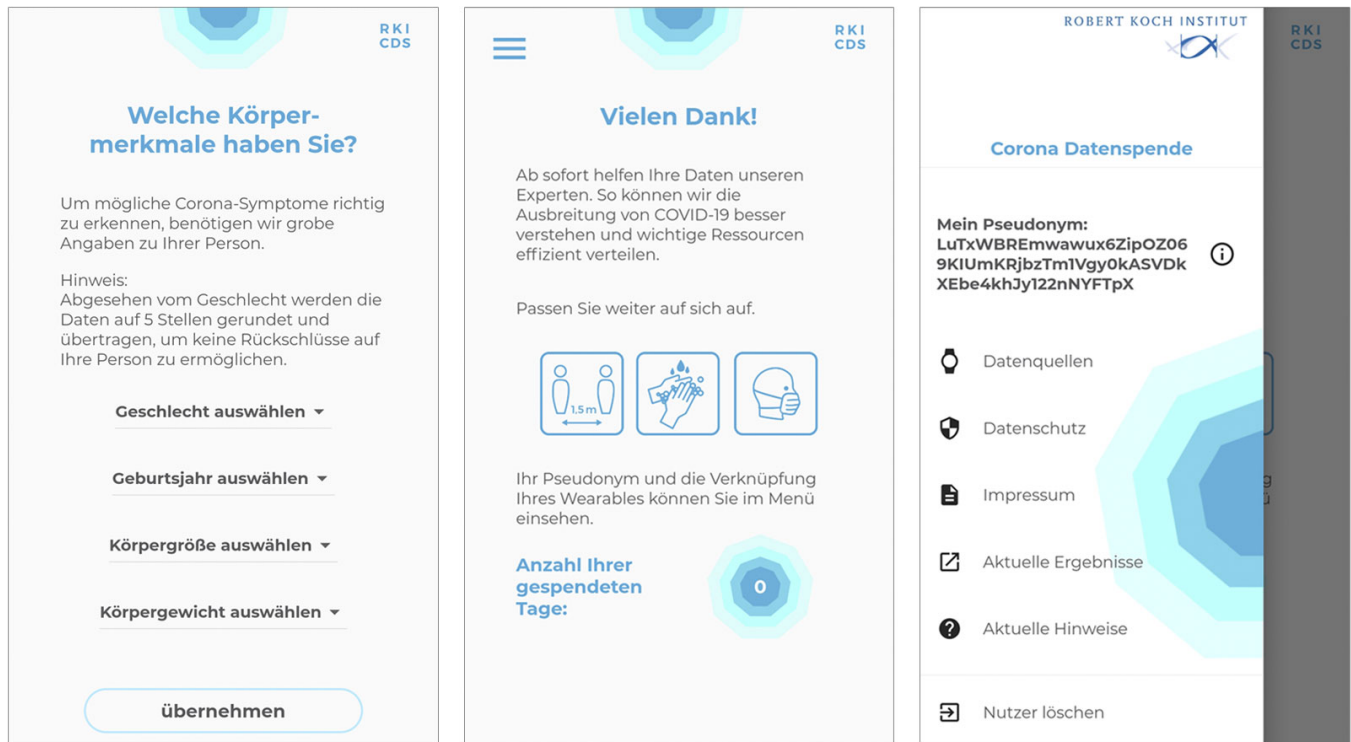 RKI
CDS
Welche Körper-
merkmale haben Sie?
Um mögliche Corona-Symptome richtig
zu erkennen, benötigen wir grobe
Angaben zu Ihrer Person.
Hinweis:
Abgesehen vom Geschlecht werden die
Daten auf 5 Stellen gerundet und
übertragen, um keine Rückschlüsse auf
Ihre Person zu ermöglichen.
Geschlecht auswählen
Geburtsjahr auswählen
Körpergröße auswählen
Körpergewicht auswählen
übernehmen
RKI
CDS
Vielen Dank!
Ab sofort helfen Ihre Daten unseren
Experten. So können wir die
Ausbreitung von COVID-19 besser
verstehen und wichtige Ressourcen
effizient verteilen.
Passen Sie weiter auf sich auf.
1,5 m
Ihr Pseudonym und die Verknüpfung
Ihres Wearables können Sie im Menü
einsehen.
Anzahl Ihrer
gespendeten
Tage:
0
ROBERT KOCH INSTITUT
RKI
CDS
Corona Datenspende
Mein Pseudonym:
LuTxWBREmwawux6ZipOZ06
9KIUmKRjbzTm1Vgy0kASVDk
XEbe4khJy122nNYFTpX
Datenquellen
Datenschutz
Impressum
Aktuelle Ergebnisse
Aktuelle Hinweise
Nutzer löschen